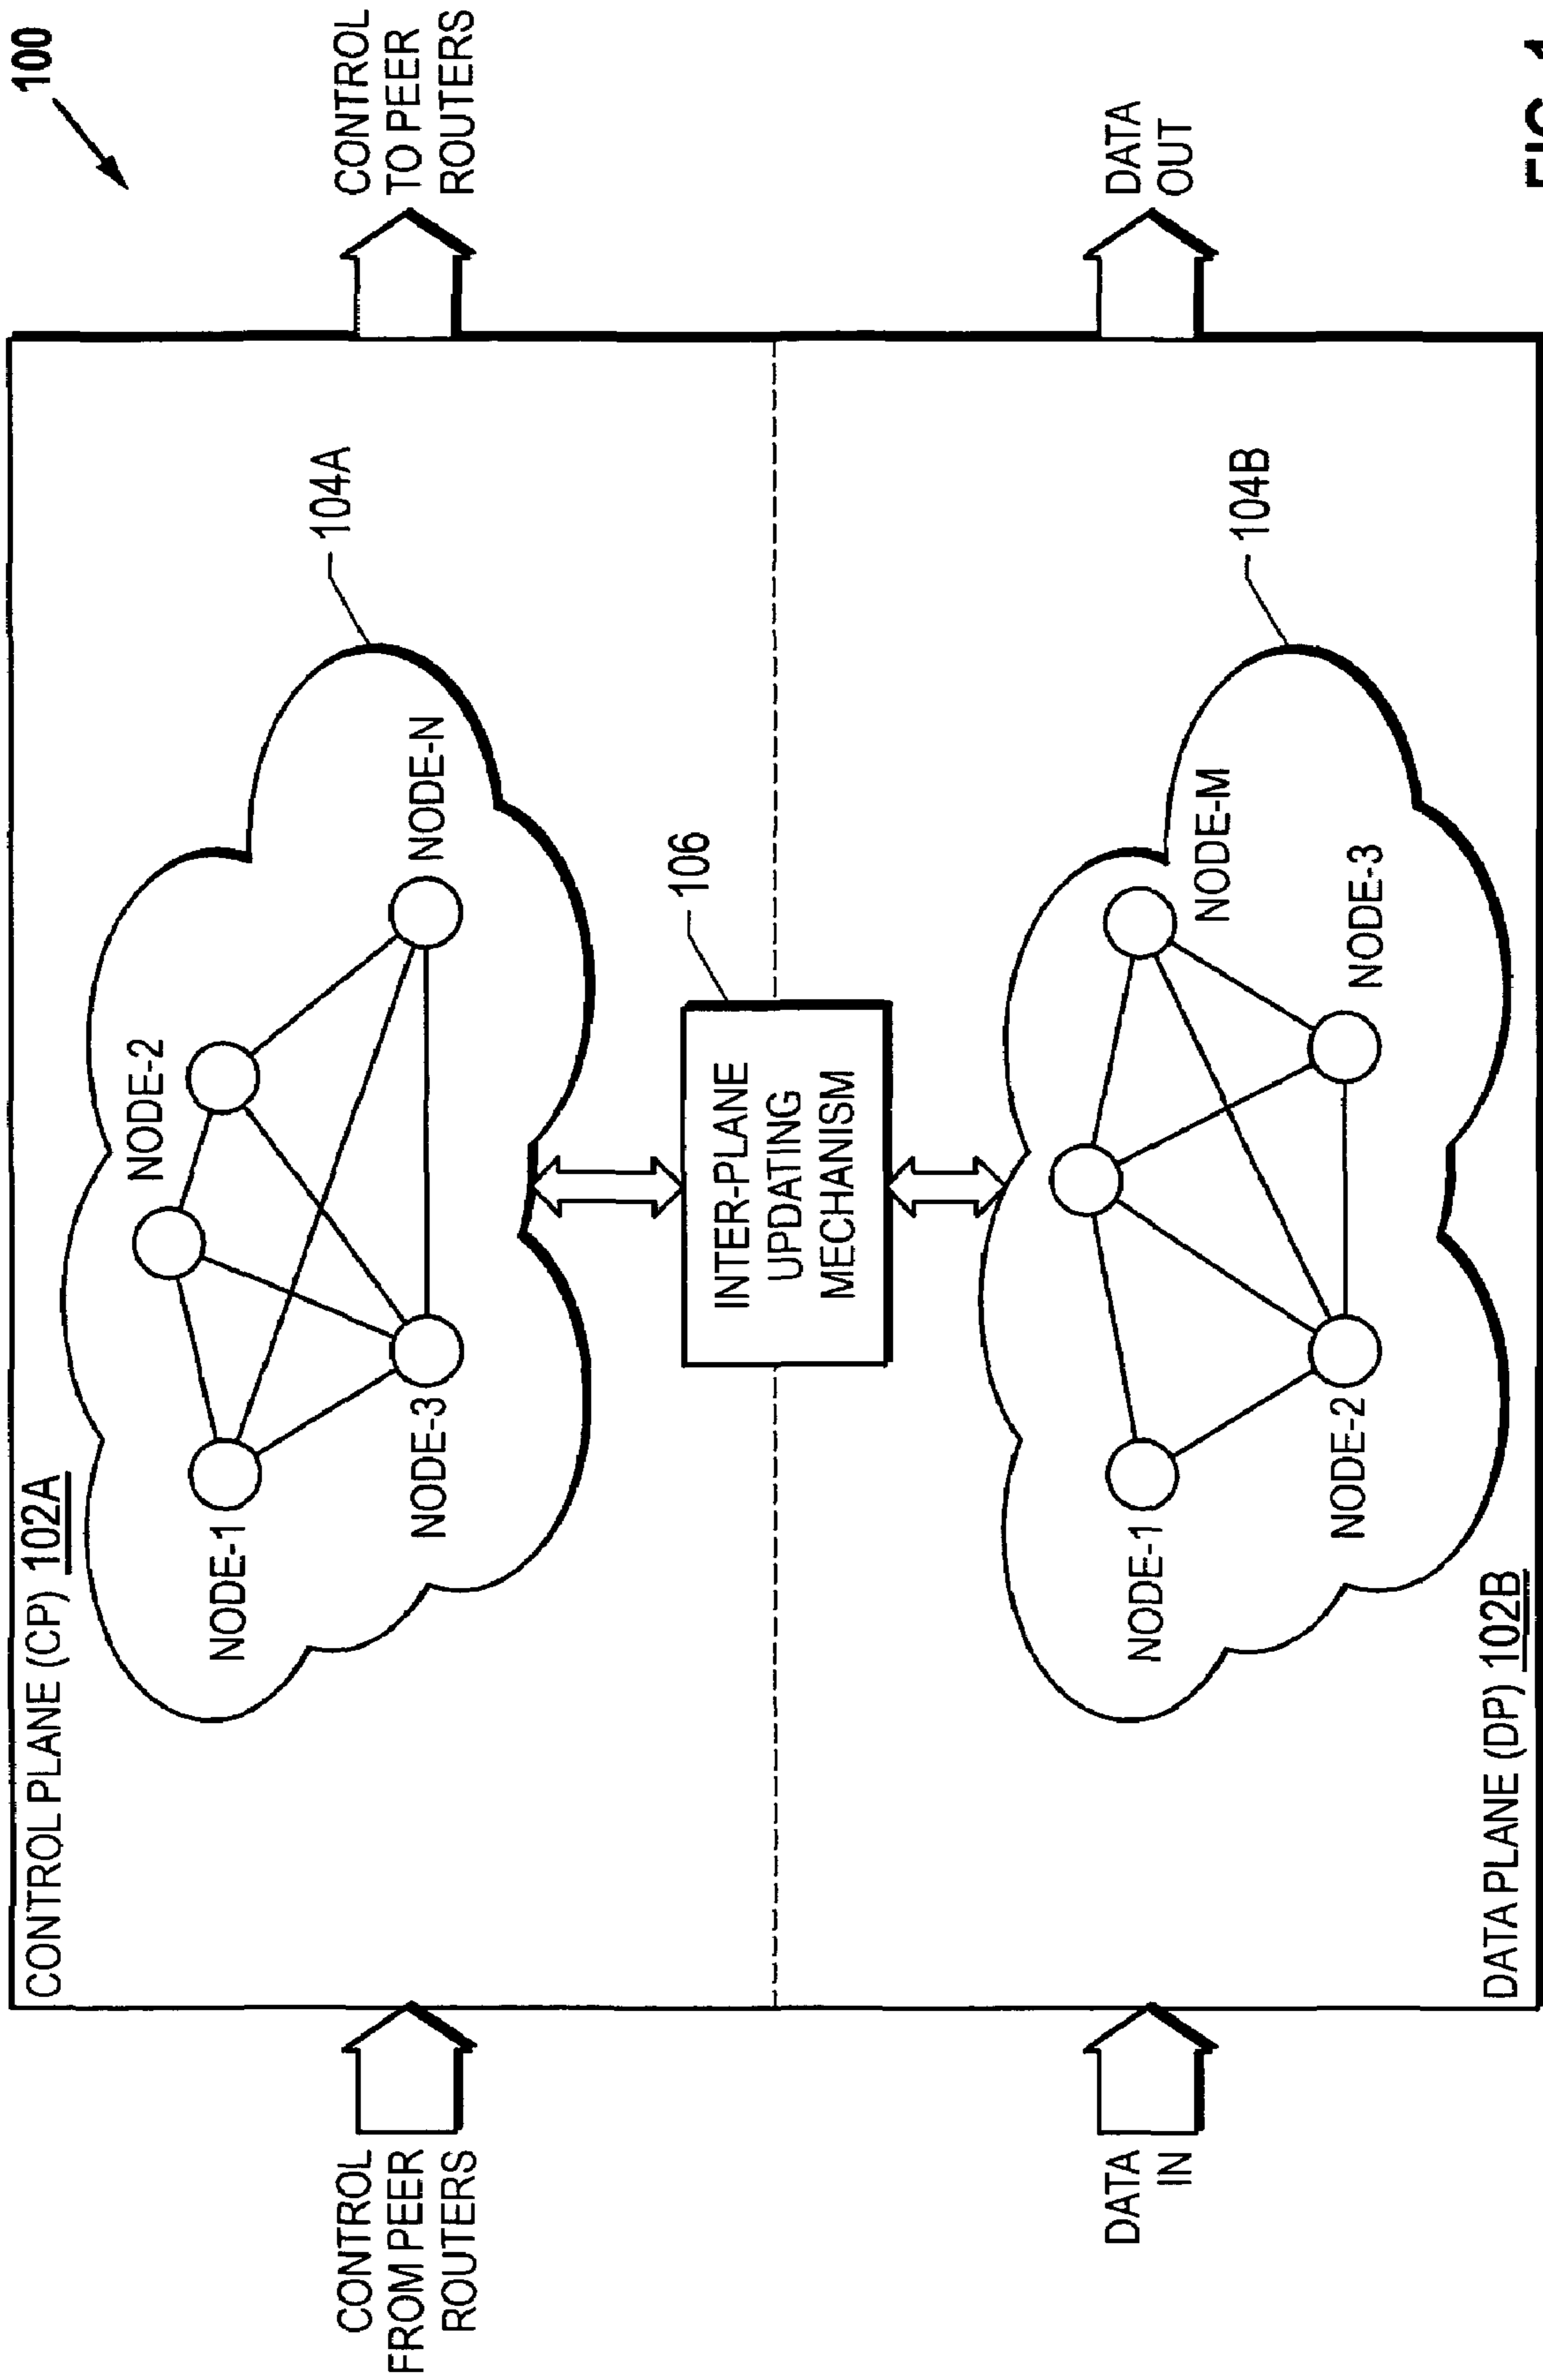 100
CONTROL PLANE (CP) 102A
CONTROL
FROM PEER
ROUTERS
CONTROL
TO PEER
ROUTERS
104A
NODE-1
NODE-2
NODE-3
NODE-N
106
INTER-PLANE
UPDATING
MECHANISM
104B
NODE-1
NODE-2
NODE-3
NODE-M
DATA
IN
DATA
OUT
DATA PLANE (DP) 102B
FIG. 1